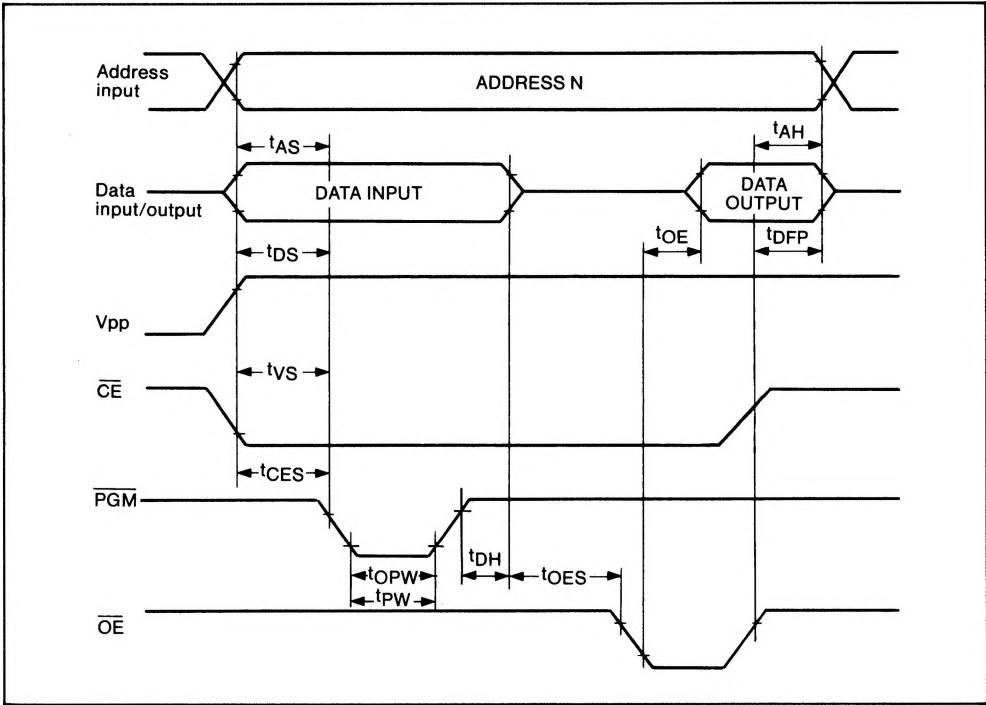 Address
input
ADDRESS N
tAH
tAS
Data
input/output
DATA INPUT
DATA
OUTPUT
tOE
tDFP
tDS
Vpp
tVS
CE
tCES
PGM
tDH
tOES
tOPW
tPW
OE